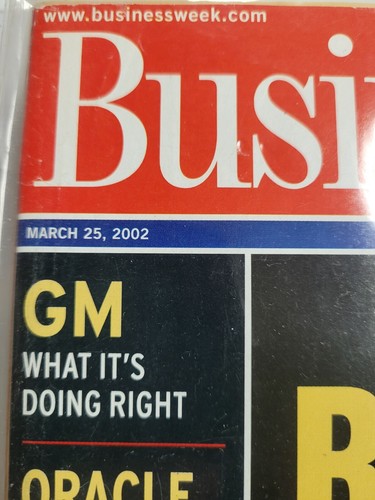 www.businessweek.com
Busi
MARCH 25, 2002
GM
WHAT IT'S
DOING RIGHT
B
ORACLE